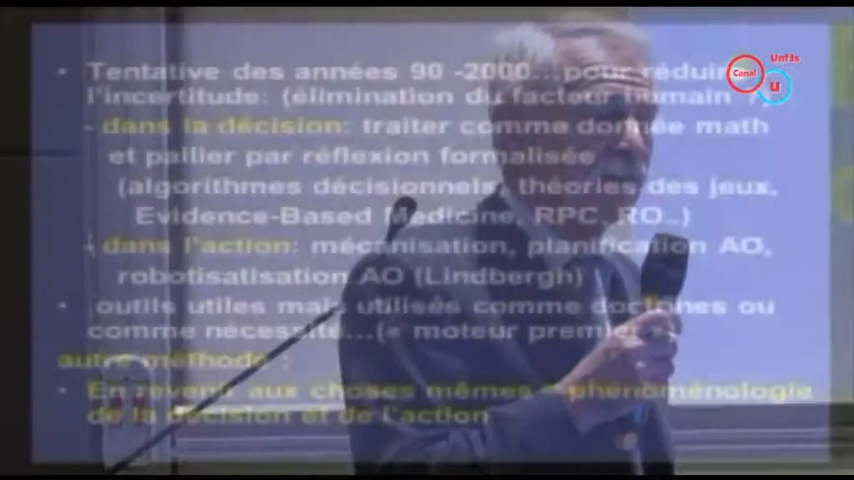 Unf3s
Canal
u
• Tentative des années 90 -2000...pour réduire
l'incertitude: (élimination du facteur humain ?)
- dans la décision: traiter comme donnée math
et pallier par réflexion formalisée
(algorithmes décisionnels, théories des jeux,
Evidence-Based Medicine, RPC, RO..)
- dans l'action: mécanisation, planification AO,
robotisatisation AO (Lindbergh)
• outils utiles mais utilisés comme doctrines ou
comme nécessité...(« moteur premier
autre méthode :
• En revenir aux choses mêmes = phénoménologie
de la décision et de l'action